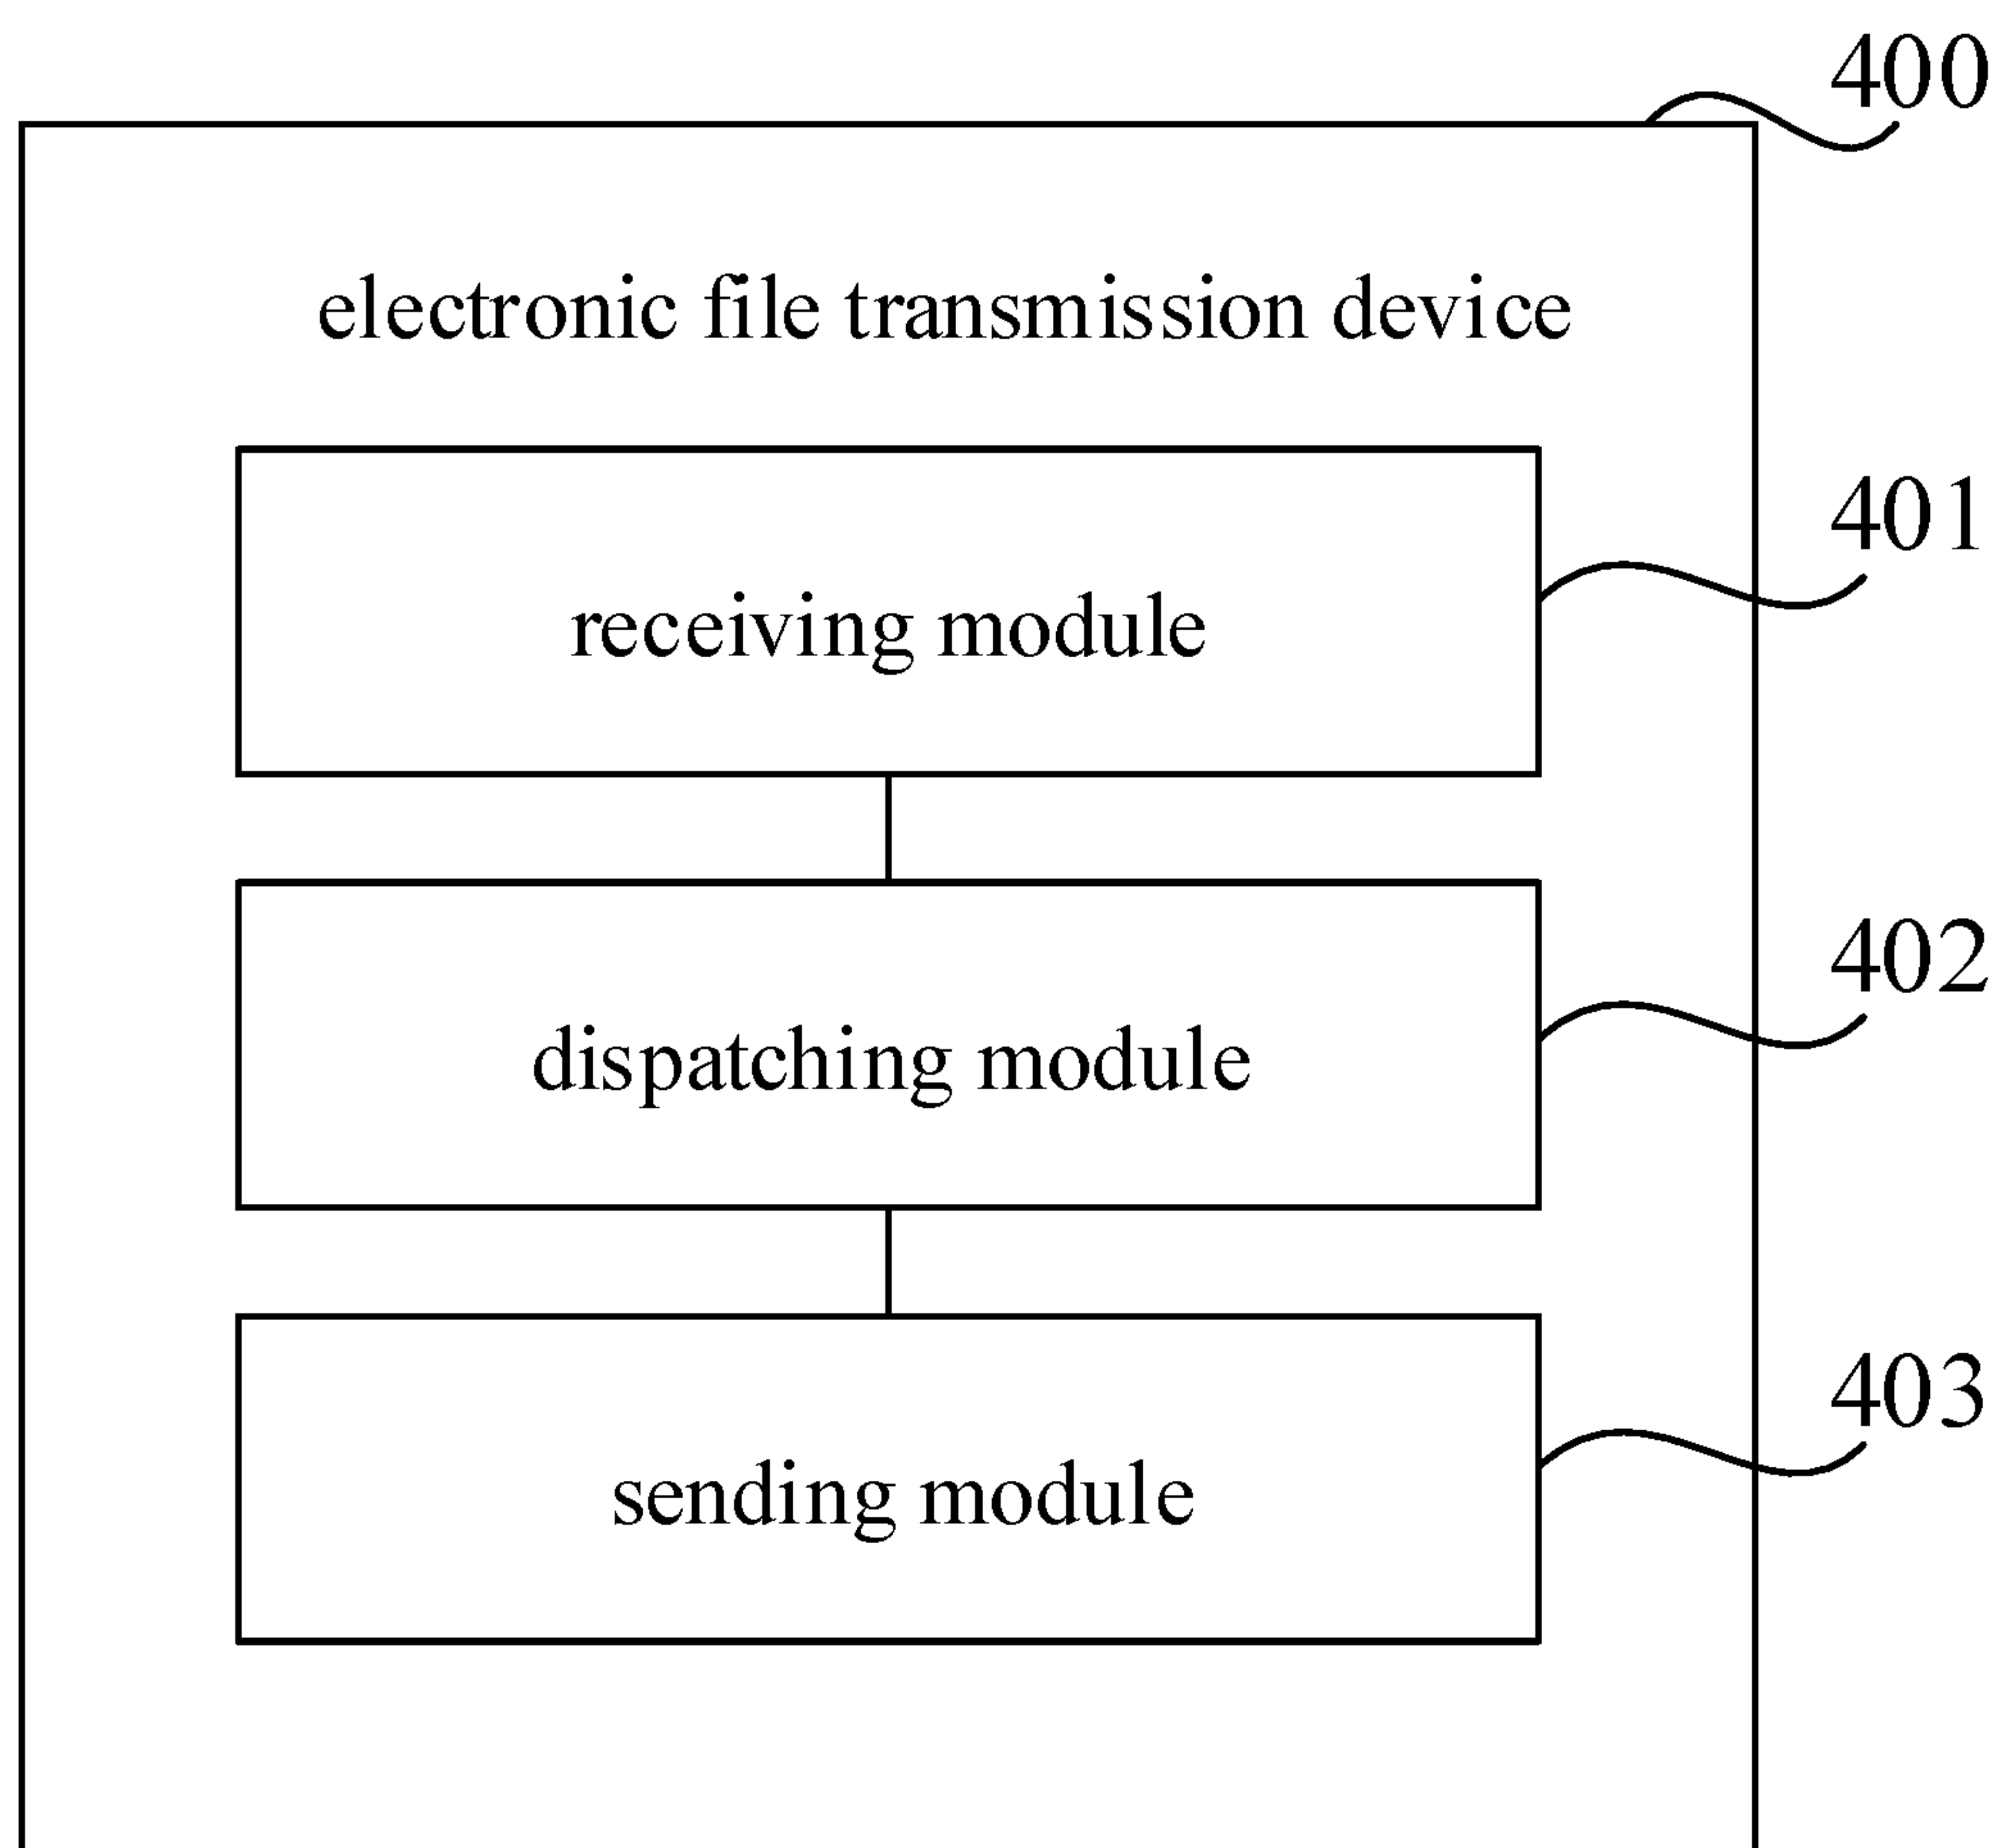 400
electronic file transmission device
401
receiving module
402
dispatching module
403
sending module